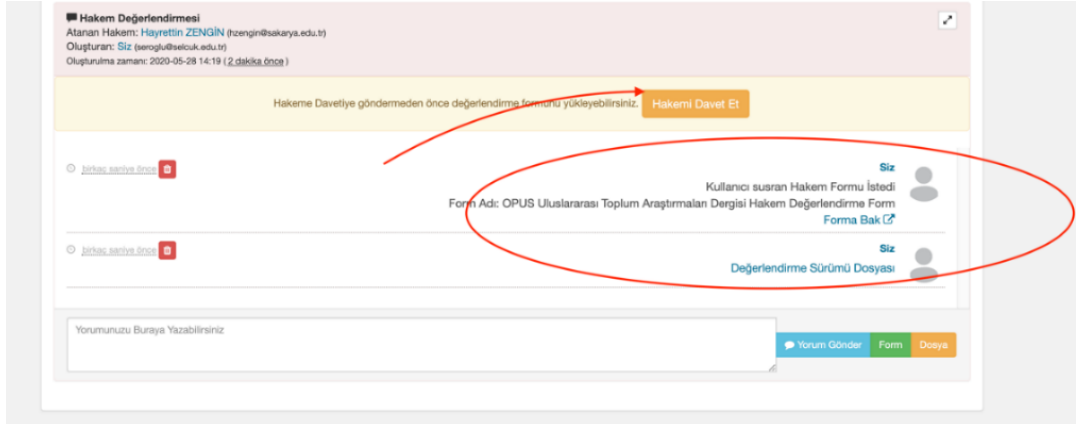 Hakem Değerlendirmesi
Atanan Hakem: Hayrettin ZENGİN (hzengin@sakarya.edu.tr)
Oluşturan: Siz (seroglu@selcuk.edu.tr)
Oluşturulma zamanı: 2020-05-28 14:19 ( 2 dakika önce )
Hakeme Davetiye göndermeden önce değerlendirme formunu yükleyebilirsiniz. Hakemi Davet Et
birkaç saniye önce
Siz
Kullanıcı susran Hakem Formu İstedi
Form Adı: OPUS Uluslararası Toplum Araştırmaları Dergisi Hakem Değerlendirme Form
Forma Bak
birkaç saniye önce
Siz
Değerlendirme Sürümü Dosyası
Yorumunuzu Buraya Yazabilirsiniz
Yorum Gönder Form Dosya